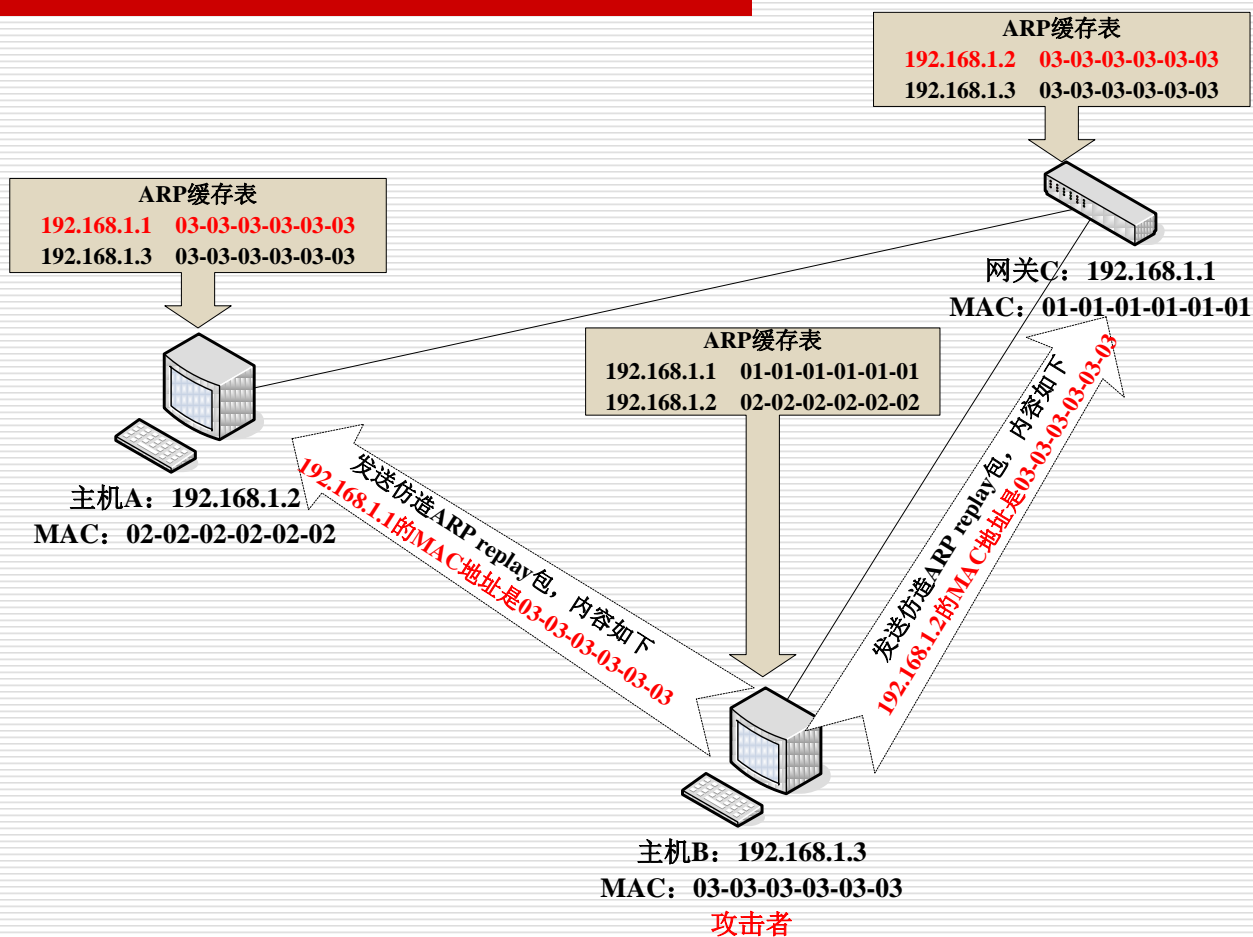 ARP缓存表
192.168.1.2 03-03-03-03-03-03
192.168.1.3 03-03-03-03-03-03
ARP缓存表
192.168.1.1 03-03-03-03-03-03
192.168.1.3 03-03-03-03-03-03
网关C：192.168.1.1
MAC：01-01-01-01-01-01
ARP缓存表
192.168.1.1 01-01-01-01-01-01
192.168.1.2 02-02-02-02-02-02
主机A：192.168.1.2
MAC：02-02-02-02-02-02
发送仿造ARP replay包，内容如下
192.168.1.1的MAC地址是03-03-03-03-03-03
发送仿造ARP replay包，内容如下
192.168.1.2的MAC地址是03-03-03-03-03-03
主机B：192.168.1.3
MAC：03-03-03-03-03-03
攻击者